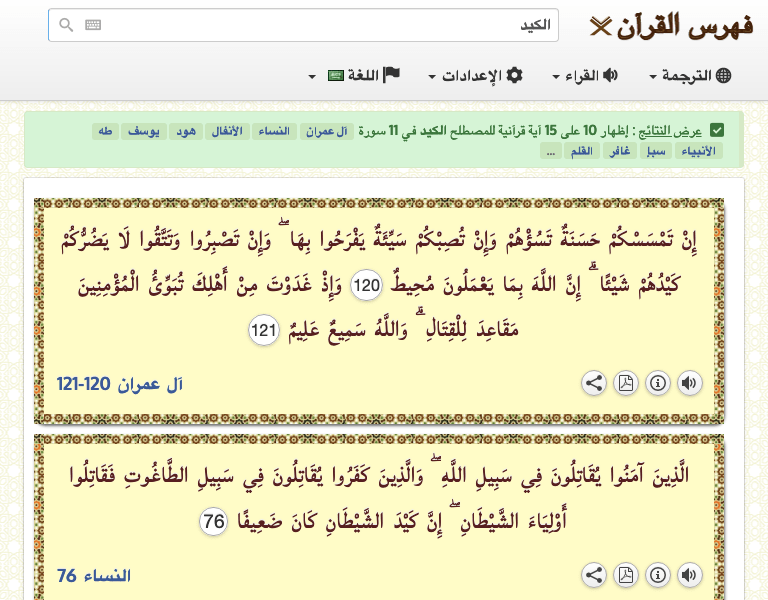 فهرس القرآن
الكيد
الترجمة القراء الإعدادات اللغة
عرض النتائج : إظهار 10 على 15 آية قرآنية للمصطلح الكيد في 11 سورة آل عمران النساء الأنفال هود يوسف طه
الأنبياء سبإ غافر القلم ...
إِنْ تَمْسَسْكُمْ حَسَنَةٌ تَسُؤْهُمْ وَإِنْ تُصِبْكُمْ سَيِّئَةٌ يَفْرَحُوا بِهَا ۖ وَإِنْ تَصْبِرُوا وَتَتَّقُوا لَا يَضُرُّكُمْ
كَيْدُهُمْ شَيْئًا ۗ إِنَّ اللَّهَ بِمَا يَعْمَلُونَ مُحِيطٌ 120 وَإِذْ غَدَوْتَ مِنْ أَهْلِكَ تُبَوِّئُ الْمُؤْمِنِينَ
مَقَاعِدَ لِلْقِتَالِ ۗ وَاللَّهُ سَمِيعٌ عَلِيمٌ 121
آل عمران 120-121
الَّذِينَ آمَنُوا يُقَاتِلُونَ فِي سَبِيلِ اللَّهِ ۖ وَالَّذِينَ كَفَرُوا يُقَاتِلُونَ فِي سَبِيلِ الطَّاغُوتِ فَقَاتِلُوا
أَوْلِيَاءَ الشَّيْطَانِ ۖ إِنَّ كَيْدَ الشَّيْطَانِ كَانَ ضَعِيفًا 76
النساء 76